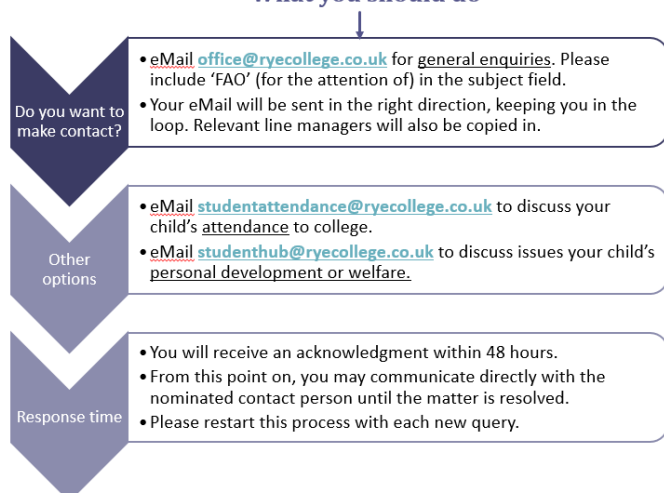 What you should do
Do you want to
make contact?
• eMail office@ryecollege.co.uk for general enquiries. Please
include ‘FAO’ (for the attention of) in the subject field.
• Your eMail will be sent in the right direction, keeping you in the
loop. Relevant line managers will also be copied in.
Other
options
• eMail studentattendance@ryecollege.co.uk to discuss your
child’s attendance to college.
• eMail studenthub@ryecollege.co.uk to discuss issues your child’s
personal development or welfare.
Response time
• You will receive an acknowledgment within 48 hours.
• From this point on, you may communicate directly with the
nominated contact person until the matter is resolved.
• Please restart this process with each new query.